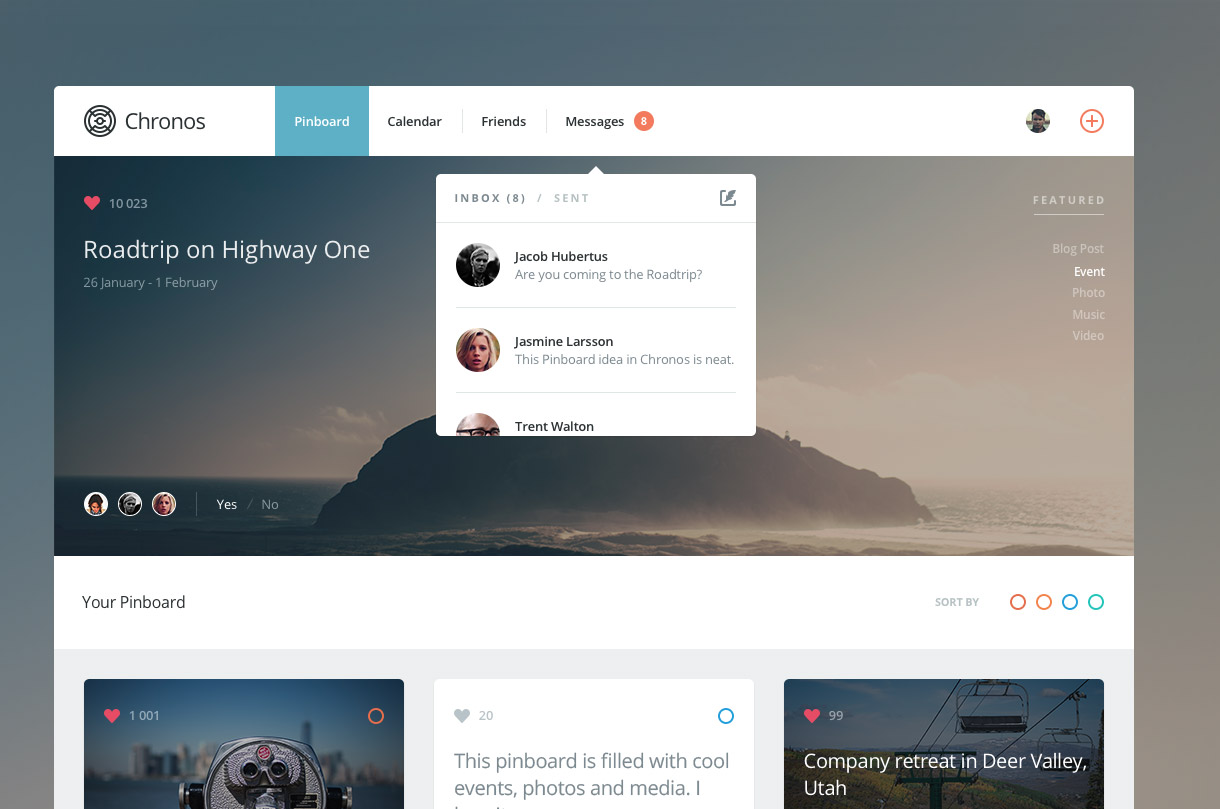 Chronos
Pinboard
Calendar
Friends
Messages 8
10 023
Roadtrip on Highway One
26 January - 1 February
INBOX (8) / SENT
Jacob Hubertus
Are you coming to the Roadtrip?
Jasmine Larsson
This Pinboard idea in Chronos is neat.
Trent Walton
FEATURED
Blog Post
Event
Photo
Music
Video
Yes / No
Your Pinboard
SORT BY
1 001
20
This pinboard is filled with cool
events, photos and media. I
99
Company retreat in Deer Valley,
Utah